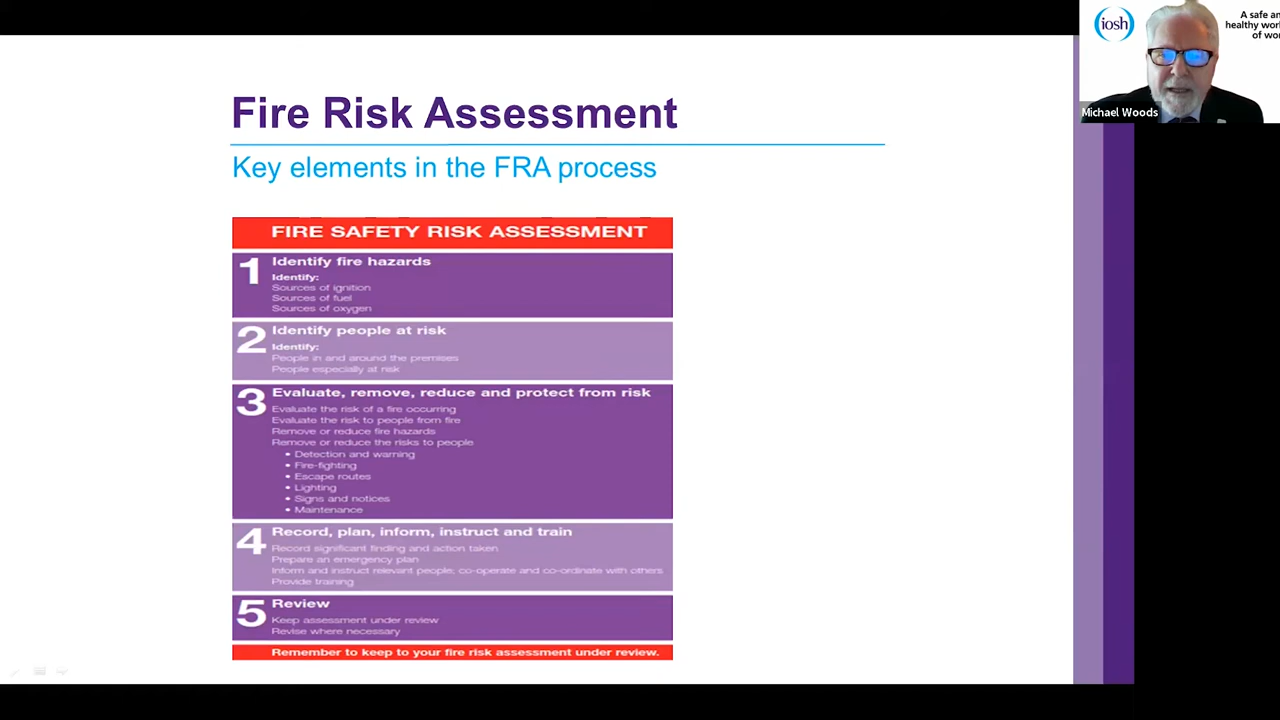 Fire Risk Assessment
Key elements in the FRA process
FIRE SAFETY RISK ASSESSMENT
1 Identify fire hazards
Identify:
Sources of ignition
Sources of fuel
Sources of oxygen
2 Identify people at risk
Identify:
People in and around the premises
People especially at risk
3 Evaluate, remove, reduce and protect from risk
Evaluate the risk of a fire occurring
Evaluate the risk to people from fire
Remove or reduce fire hazards
Remove or reduce the risks to people
• Detection and warning
• Fire-fighting
• Escape routes
• Lighting
• Signs and notices
• Maintenance
4 Record, plan, inform, instruct and train
Record significant finding and action taken
Prepare an emergency plan
Inform and instruct relevant people; co-operate and co-ordinate with others
Provide training
5 Review
Keep assessment under review
Revise where necessary
Remember to keep to your fire risk assessment under review.
iosh
A safe an
healthy worl
of wor
Michael Woods